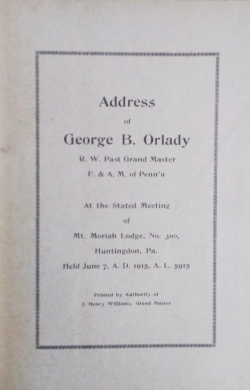 Address
of
George B. Orlady
R. W. Past Grand Master
F. & A. M. of Penn'a
At the Stated Meeting
of
Mt. Moriah Lodge, No. 300,
Huntingdon, Pa.
Held June 7, A. D. 1915, A. L. 5915
Printed by Authority of
J. Henry Williams, Grand Master